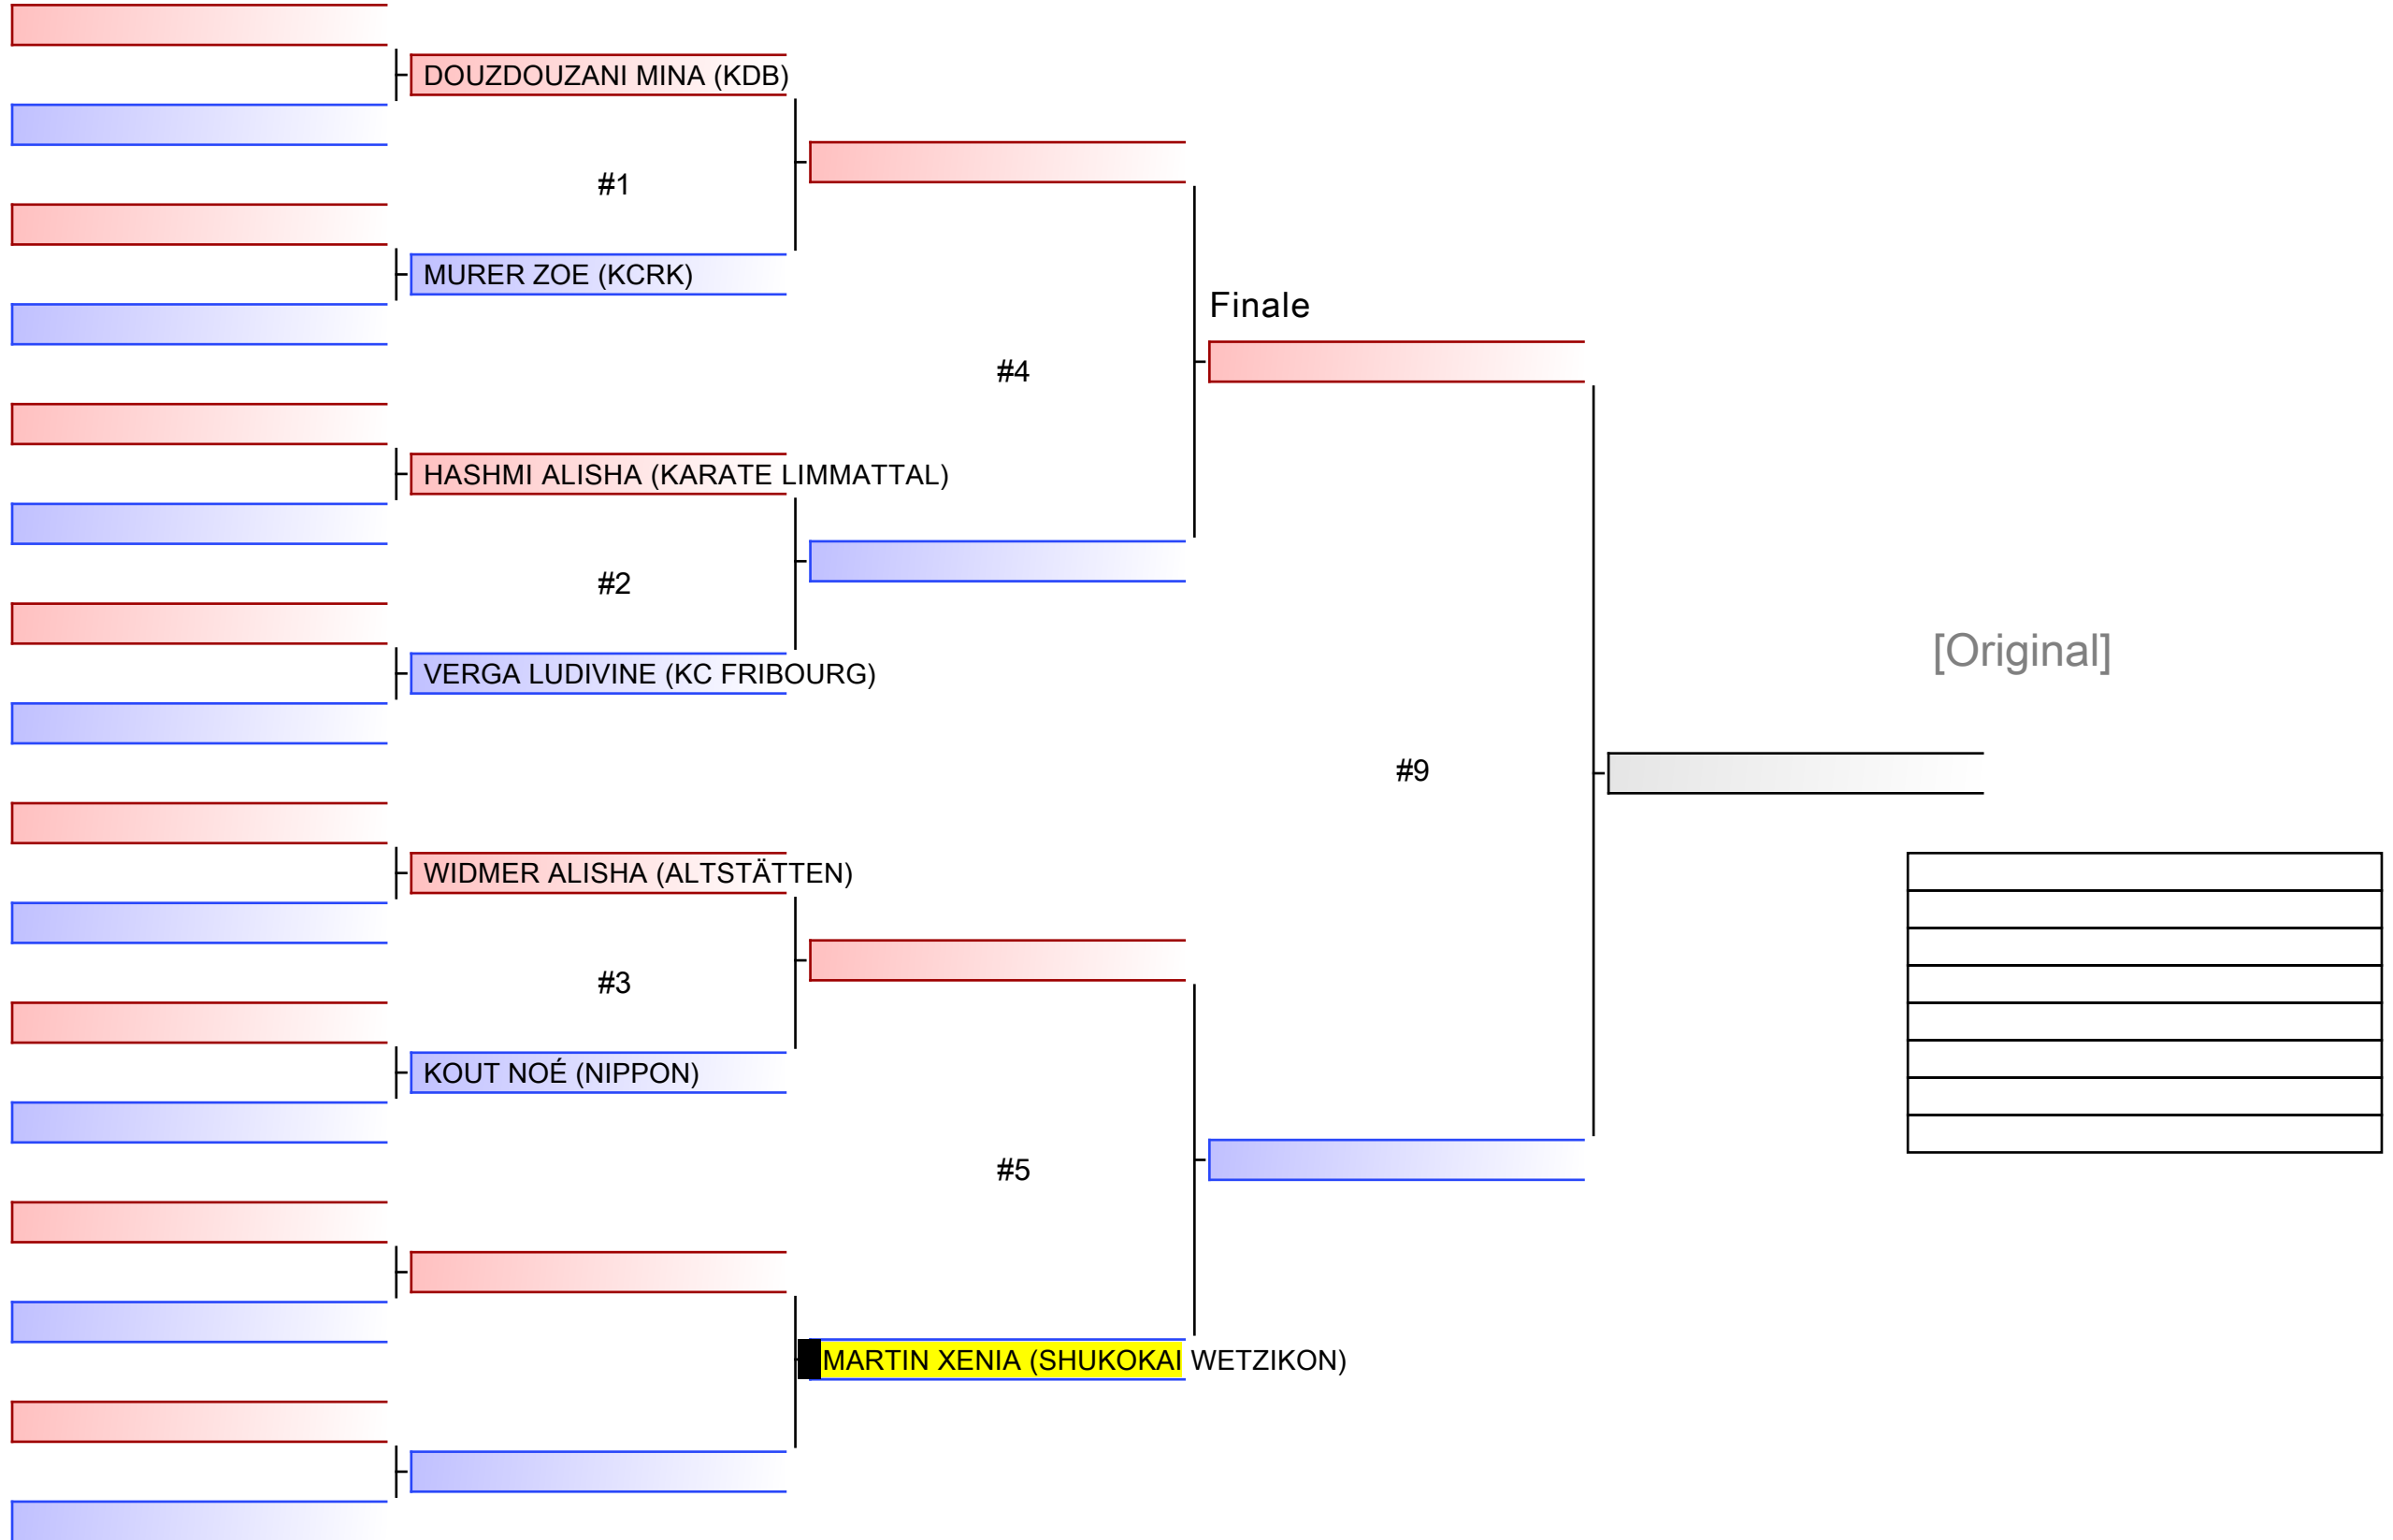 DOUZDOUZANI MINA (KDB)
#1
MURER ZOE (KCRK)
Finale
#4
HASHMI ALISHA (KARATE LIMMATTAL)
#2
VERGA LUDIVINE (KC FRIBOURG)
[Original]
#9
WIDMER ALISHA (ALTSTÄTTEN)
#3
KOUT NOÉ (NIPPON)
#5
MARTIN XENIA (SHUKOKAI WETZIKON)